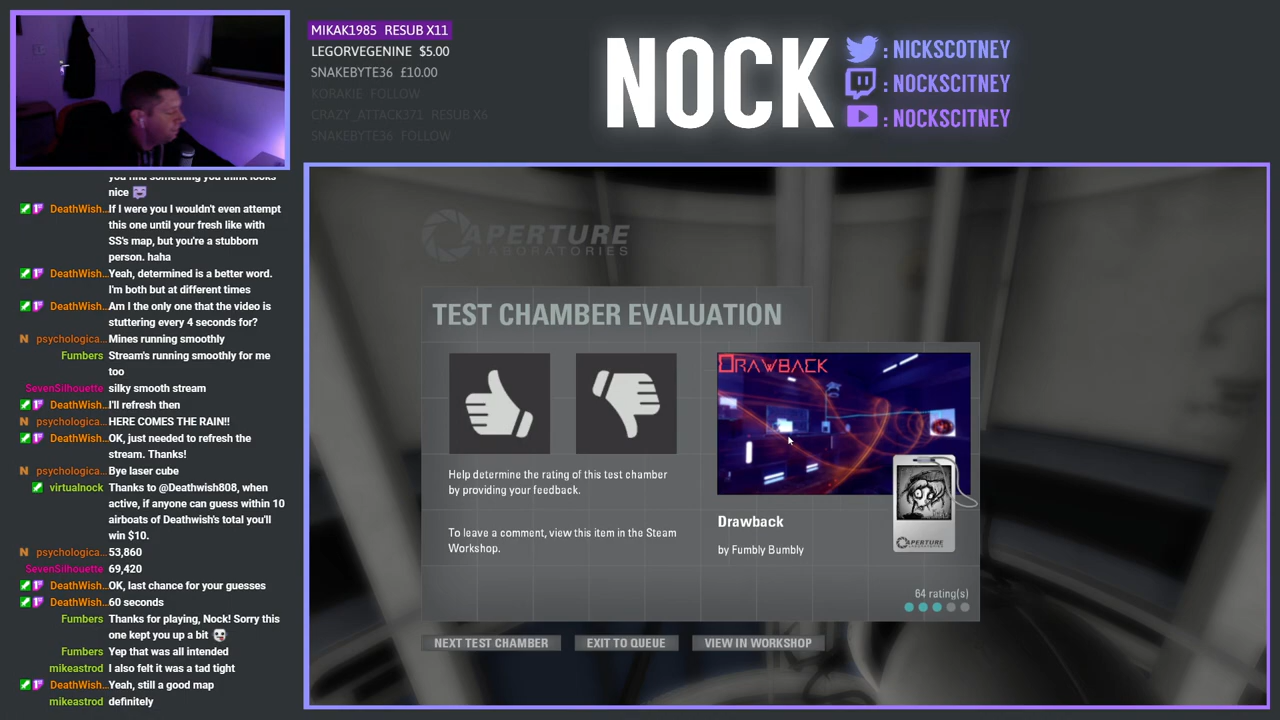 MIKAK1985 RESUB X11
LEGORVEGENINE $5.00
SNAKEBYTE36 £10.00
KORAKIE FOLLOW
CRAZY_ATTACK371 RESUB X6
SNAKEBYTE36 FOLLOW
NOCK
: NICKSCOTNEY
: NOCKSCITNEY
: NOCKSCITNEY
you find something you think looks
nice
DeathWish... If I were you I wouldn't even attempt
this one until your fresh like with
SS's map, but you're a stubborn
person. haha
DeathWish... Yeah, determined is a better word.
I'm both but at different times
DeathWish... Am I the only one that the video is
stuttering every 4 seconds for?
psychologica... Mines running smoothly
Fumbers Stream's running smoothly for me
too
SevenSilhouette silky smooth stream
DeathWish... I'll refresh then
psychologica... HERE COMES THE RAIN!!
DeathWish... OK, just needed to refresh the
stream. Thanks!
psychologica... Bye laser cube
virtualnock Thanks to @Deathwish808, when
active, if anyone can guess within 10
airboats of Deathwish's total you'll
win $10.
psychologica... 53,860
SevenSilhouette 69,420
DeathWish... OK, last chance for your guesses
DeathWish... 60 seconds
Fumbers Thanks for playing, Nock! Sorry this
one kept you up a bit
Fumbers Yep that was all intended
mikeastrod I also felt it was a tad tight
DeathWish... Yeah, still a good map
mikeastrod definitely
APERTURE
LABORATORIES
TEST CHAMBER EVALUATION
DRAWBACK
Help determine the rating of this test chamber
by providing your feedback.
To leave a comment, view this item in the Steam
Workshop.
Drawback
by Fumbly Bumbly
APERTURE
64 rating(s)
NEXT TEST CHAMBER
EXIT TO QUEUE
VIEW IN WORKSHOP